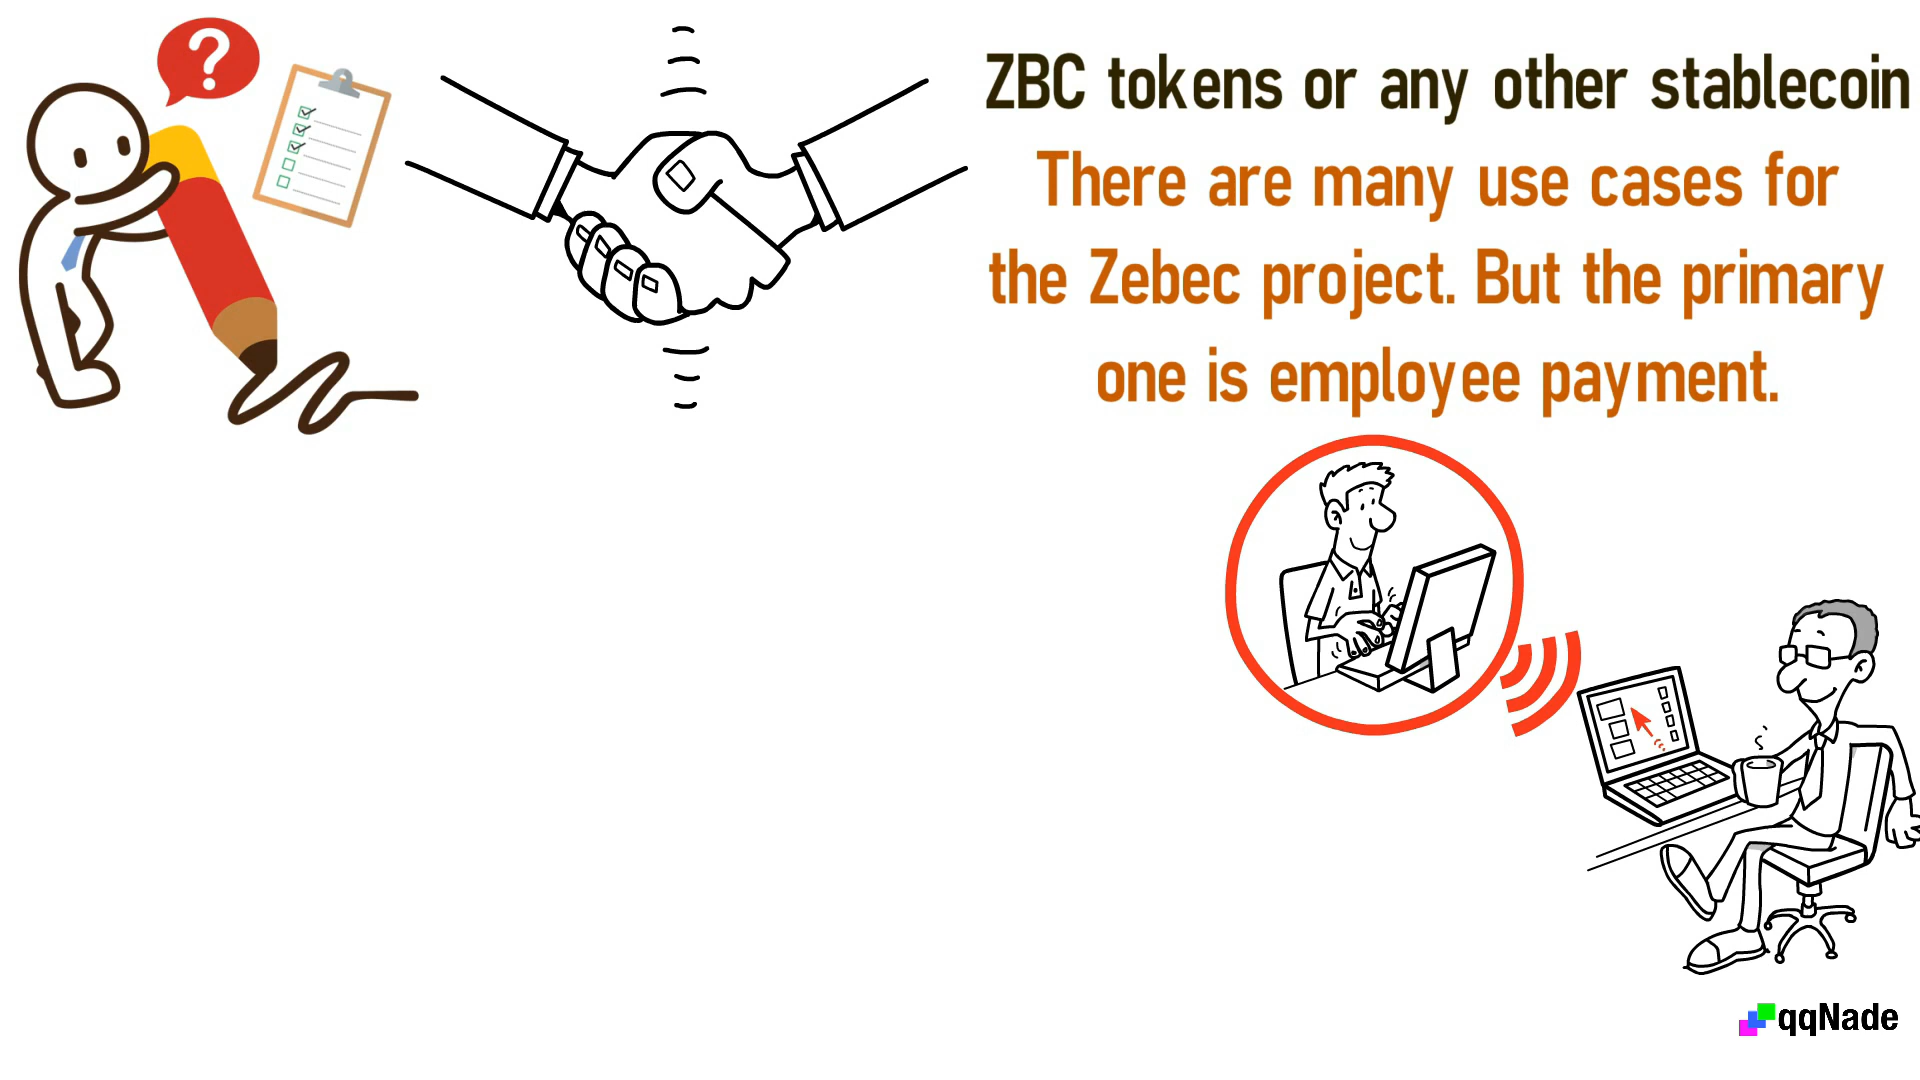 ?
ZBC tokens or any other stablecoin
There are many use cases for
the Zebec project. But the primary
one is employee payment.
qqNade